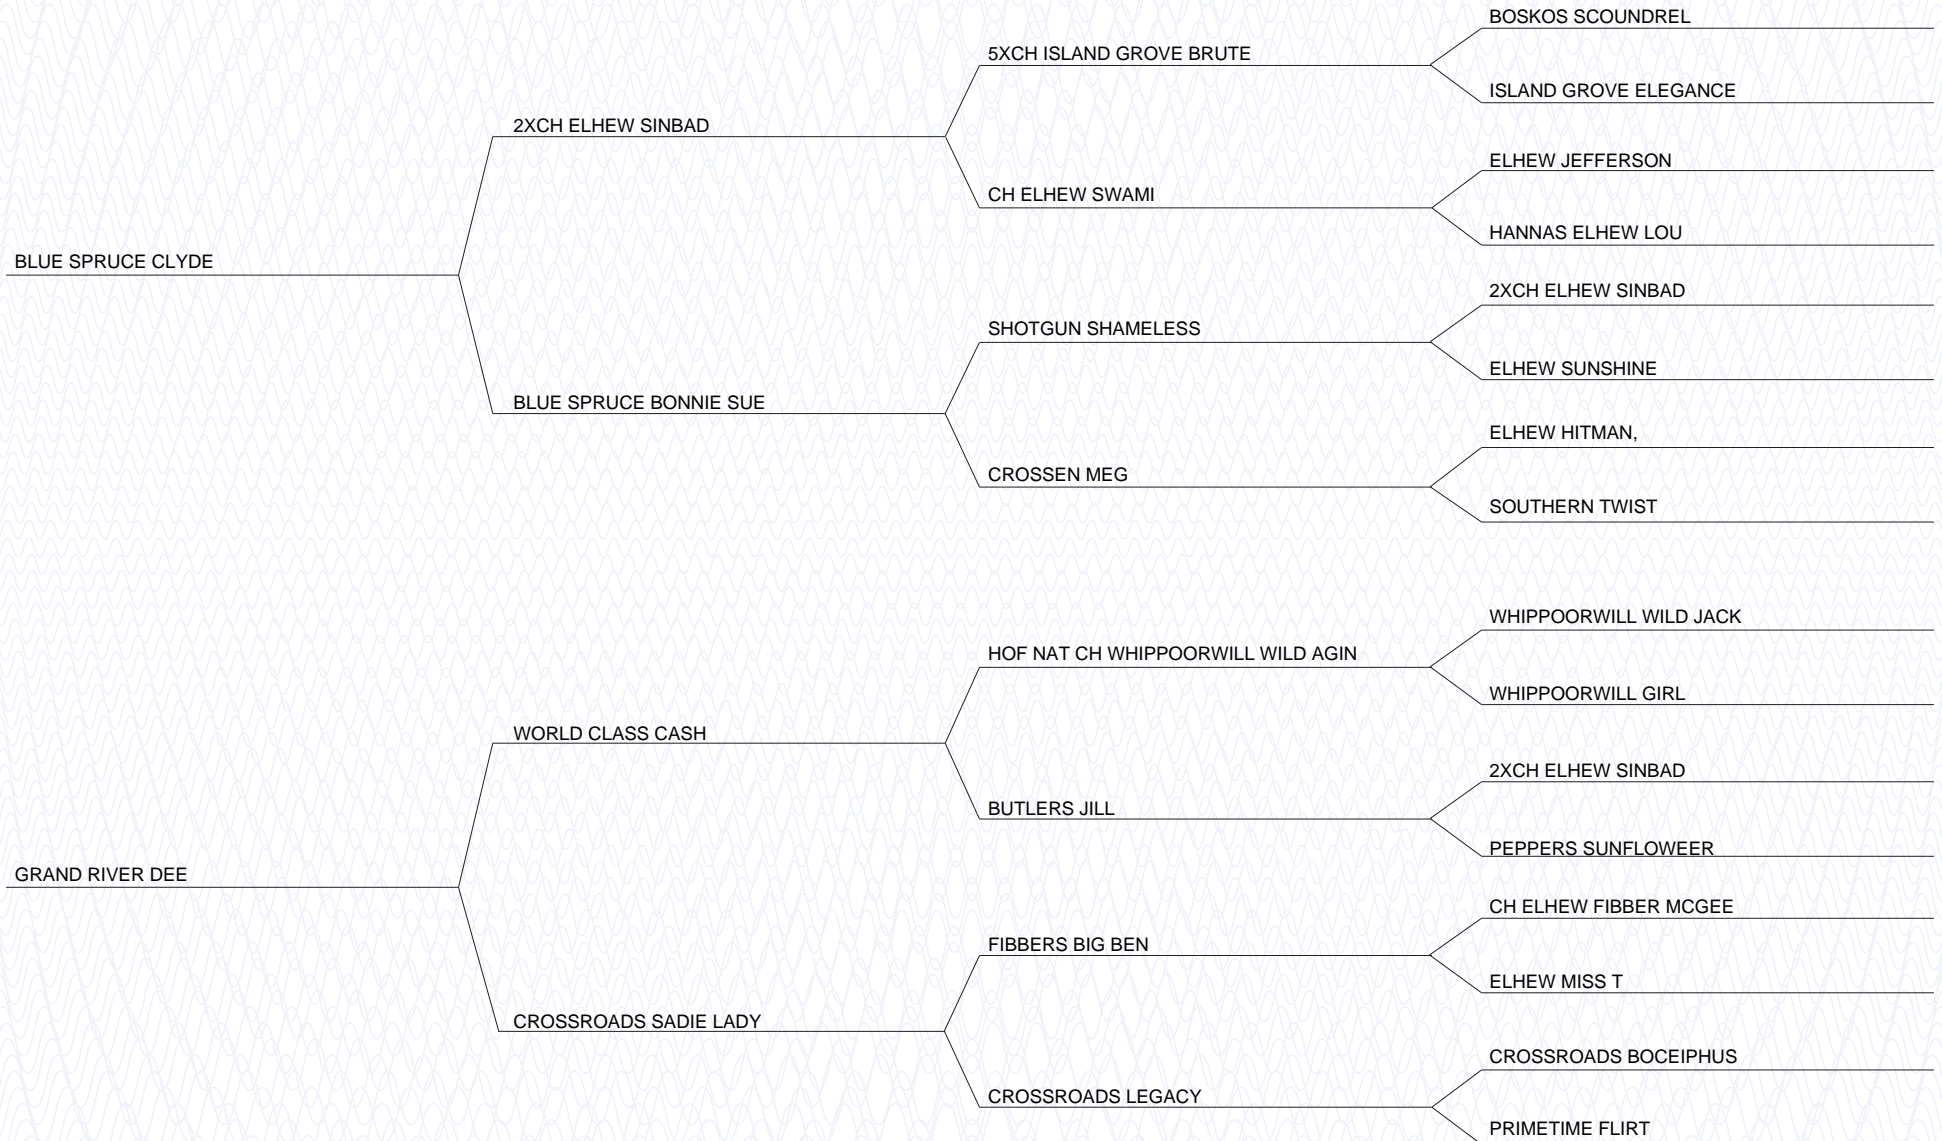 BOSKOS SCOUNDREL
5XCH ISLAND GROVE BRUTE
ISLAND GROVE ELEGANCE
2XCH ELHEW SINBAD
ELHEW JEFFERSON
CH ELHEW SWAMI
HANNAS ELHEW LOU
BLUE SPRUCE CLYDE
2XCH ELHEW SINBAD
SHOTGUN SHAMELESS
ELHEW SUNSHINE
BLUE SPRUCE BONNIE SUE
ELHEW HITMAN,
CROSSEN MEG
SOUTHERN TWIST
WHIPPOORWILL WILD JACK
HOF NAT CH WHIPPOORWILL WILD AGIN
WHIPPOORWILL GIRL
WORLD CLASS CASH
2XCH ELHEW SINBAD
BUTLERS JILL
PEPPERS SUNFLOWEER
GRAND RIVER DEE
CH ELHEW FIBBER MCGEE
FIBBERS BIG BEN
ELHEW MISS T
CROSSROADS SADIE LADY
CROSSROADS BOCEIPHUS
CROSSROADS LEGACY
PRIMETIME FLIRT